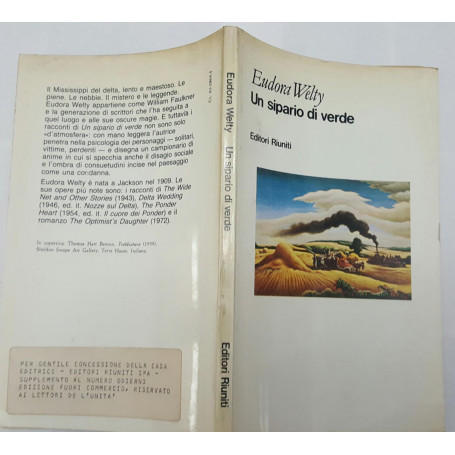 Il Mississippi del delta, lento e maestoso. Le
piene. Le nebbie. Il mistero e le leggende.
Eudora Welty appartiene come William Faulkner
e la generazione di scrittori che l'ha seguita a
quel luogo e alle sue oscure magie. E tuttavia i
racconti di Un sipario di verde non sono solo
«d'atmosfera»: con mano leggera l'autrice
penetra nella psicologia dei personaggi — solitari,
vittime, perdenti — e disegna un campionario di
anime in cui si specchia anche il disagio sociale
e l'ombra di consuetudini incise nel paesaggio
come una condanna.
Eudora Welty è nata a Jackson nel 1909. Le
sue opere più note sono: i racconti di The Wide
Net and Other Stories (1943), Delta Wedding
(1946, ed. it. Nozze sul Delta), The Ponder
Heart (1954, ed. it. Il cuore dei Ponder) e il
romanzo The Optimist's Daughter (1972).
In copertina: Thomas Hart Benton,
Sheldon Swope Art Gallery, Terre Haute, Indiana.
PER GENTILE CONCESSIONE DELLA CASA
EDITRICE - EDITORI RIUNITI SPA -
SUPPLEMENTO AL NUMERO ODIERNO
EDIZIONE FUORI COMMERCIO, RISERVATO
AI LETTORI DE L'UNITA'
Eudora Welty Un sipario di verde
Editori Riuniti
Eudora Welty
Un sipario di verde
Editori Riuniti